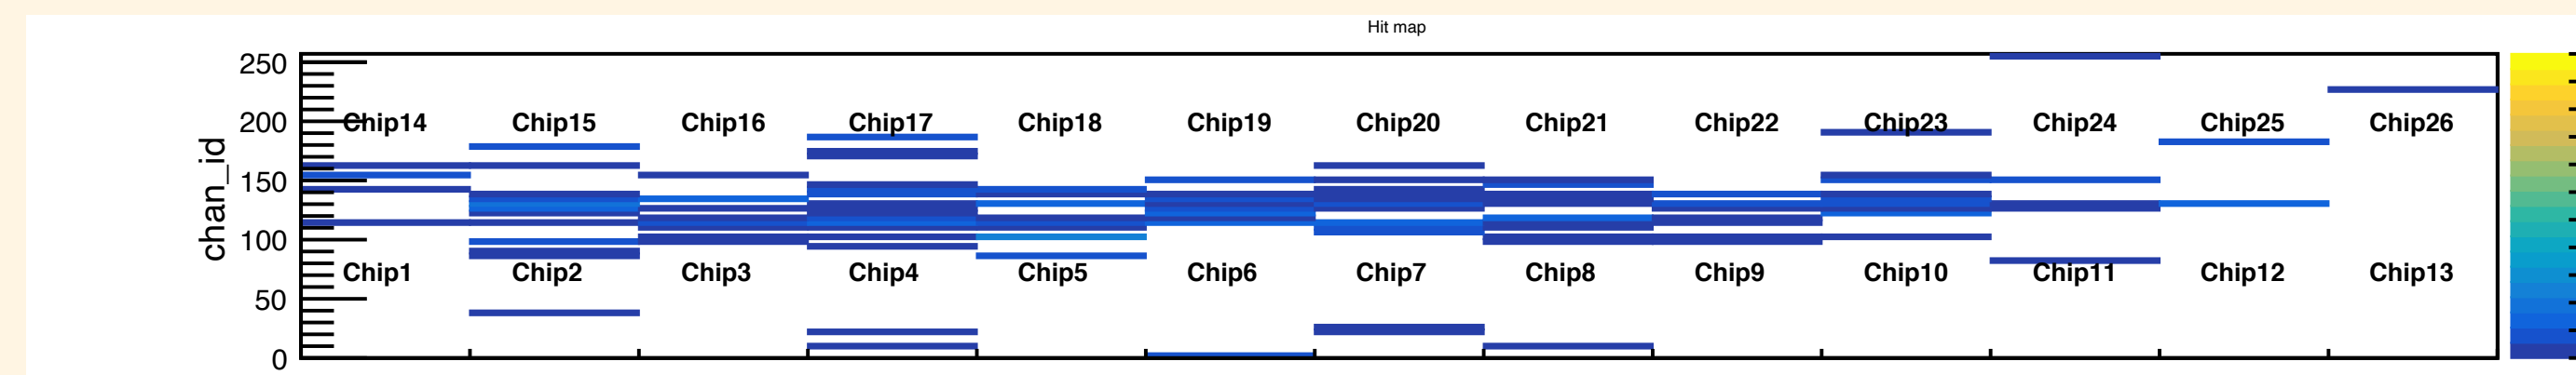 Hit map
250
200
150
100
50
0
chan_id
Chip14 Chip15 Chip16 Chip17 Chip18 Chip19 Chip20 Chip21 Chip22 Chip23 Chip24 Chip25 Chip26
Chip1 Chip2 Chip3 Chip4 Chip5 Chip6 Chip7 Chip8 Chip9 Chip10 Chip11 Chip12 Chip13